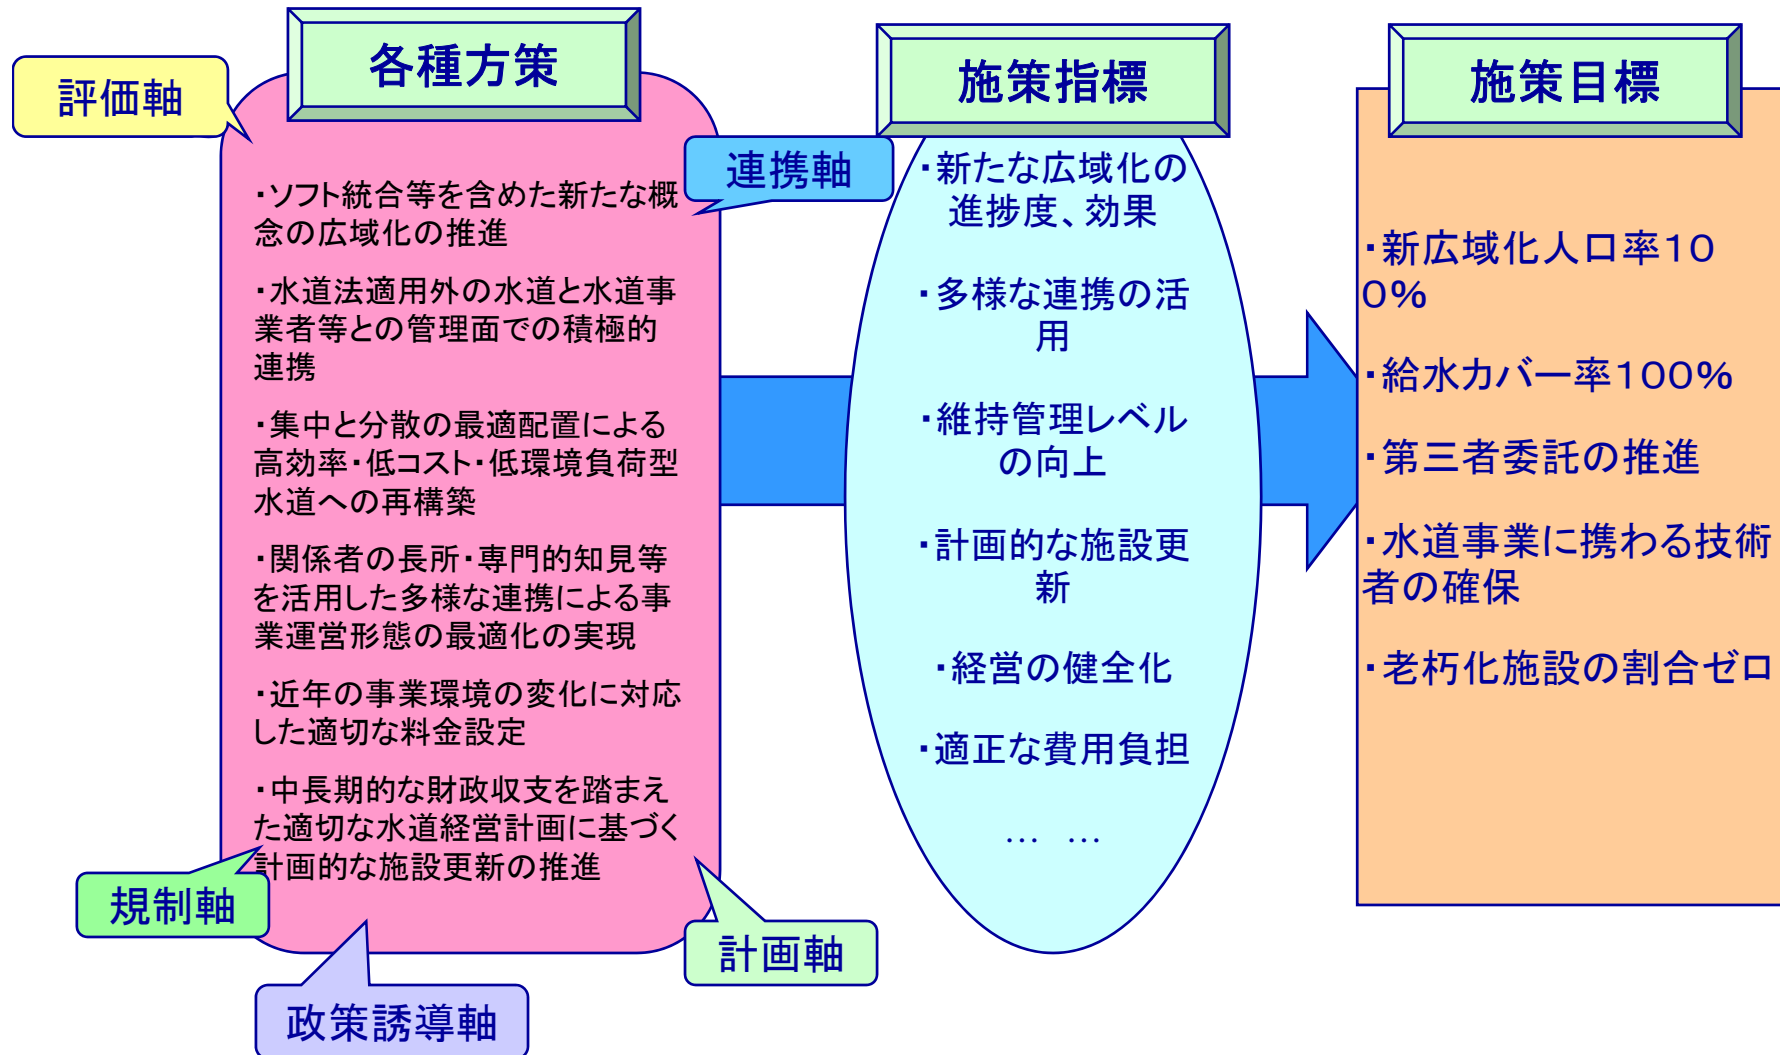 各種方策
評価軸
連携軸
・ソフト統合等を含めた新たな概
念の広域化の推進
・水道法適用外の水道と水道事
業者等との管理面での積極的
連携
・集中と分散の最適配置による
高効率・低コスト・低環境負荷型
水道への再構築
・関係者の長所・専門的知見等
を活用した多様な連携による事
業運営形態の最適化の実現
・近年の事業環境の変化に対応
した適切な料金設定
・中長期的な財政収支を踏まえ
た適切な水道経営計画に基づく
計画的な施設更新の推進
規制軸
計画軸
政策誘導軸
施策指標
・新たな広域化の
進捗度、効果
・多様な連携の活
用
・維持管理レベル
の向上
・計画的な施設更
新
・経営の健全化
・適正な費用負担
… …
施策目標
・新広域化人口率10
0%
・給水カバー率100%
・第三者委託の推進
・水道事業に携わる技術
者の確保
・老朽化施設の割合ゼロ